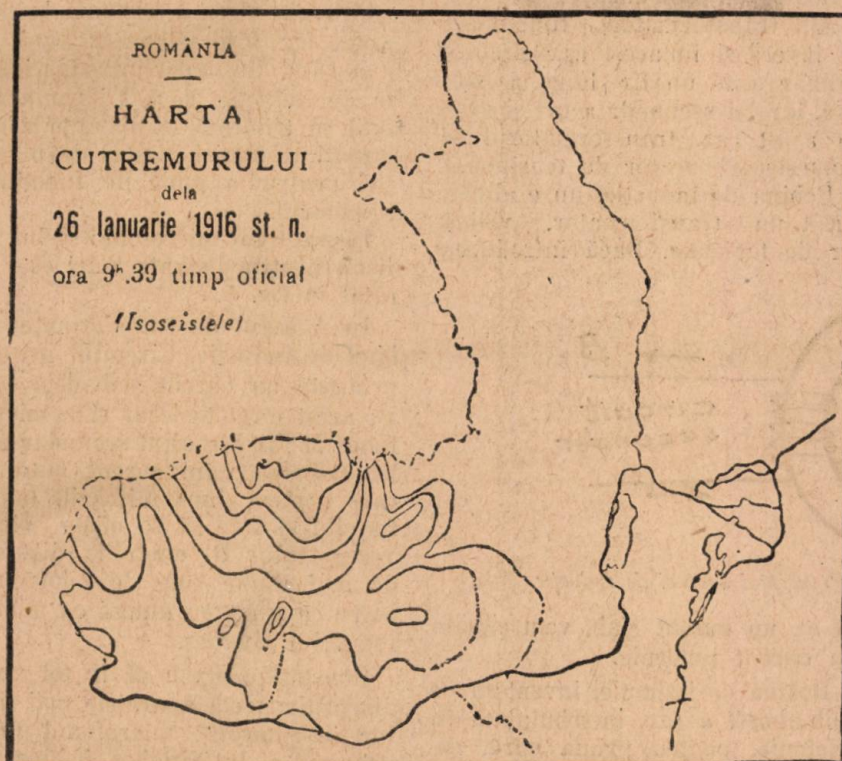 ROMÂNIA
HARTA
CUTREMURULUI
dela
26 Ianuarie 1916 st. n.
ora 9ʰ.39 timp oficial
(Isoseistele)